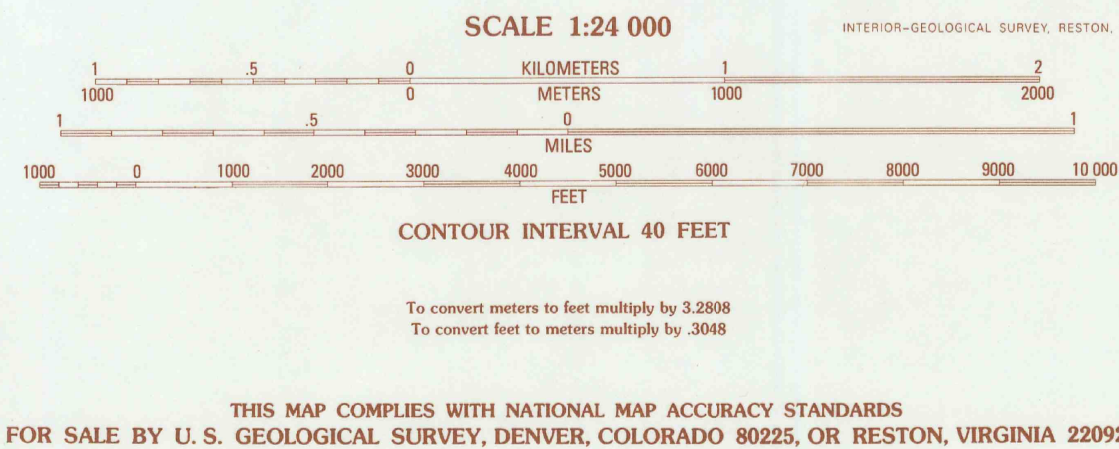 SCALE 1:24 000
INTERIOR-GEOLOGICAL SURVEY, RESTON,
1 .5 0 KILOMETERS 1 2
1000 0 METERS 1000 2000
1 .5 0 1
MILES
1000 0 1000 2000 3000 4000 5000 6000 7000 8000 9000 10 000
FEET
CONTOUR INTERVAL 40 FEET
To convert meters to feet multiply by 3.2808
To convert feet to meters multiply by .3048
THIS MAP COMPLIES WITH NATIONAL MAP ACCURACY STANDARDS
FOR SALE BY U. S. GEOLOGICAL SURVEY, DENVER, COLORADO 80225, OR RESTON, VIRGINIA 22092